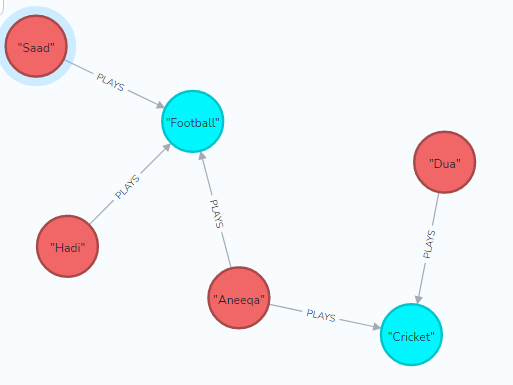 "Saad"
PLAYS
"Football"
"Dua"
PLAYS
PLAYS
"Hadi"
PLAYS
"Aneeqa"
PLAYS
"Cricket"